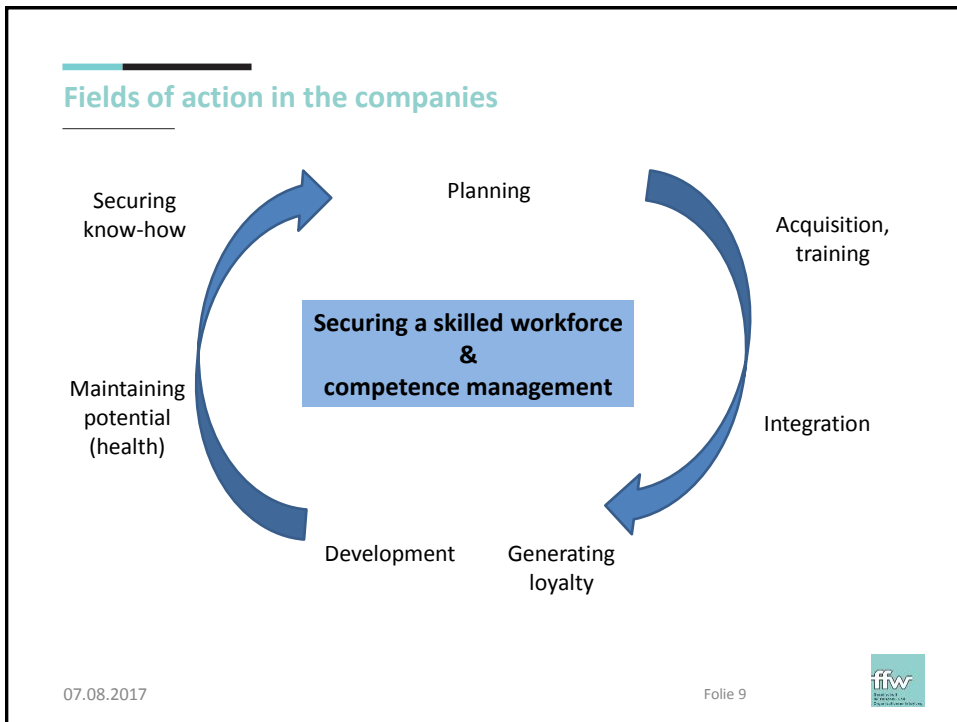 Fields of action in the companies
Planning
Securing
know-how
Acquisition,
training
Securing a skilled workforce
&
competence management
Maintaining
potential
(health)
Integration
Development
Generating
loyalty
07.08.2017
Folie 9
ffw